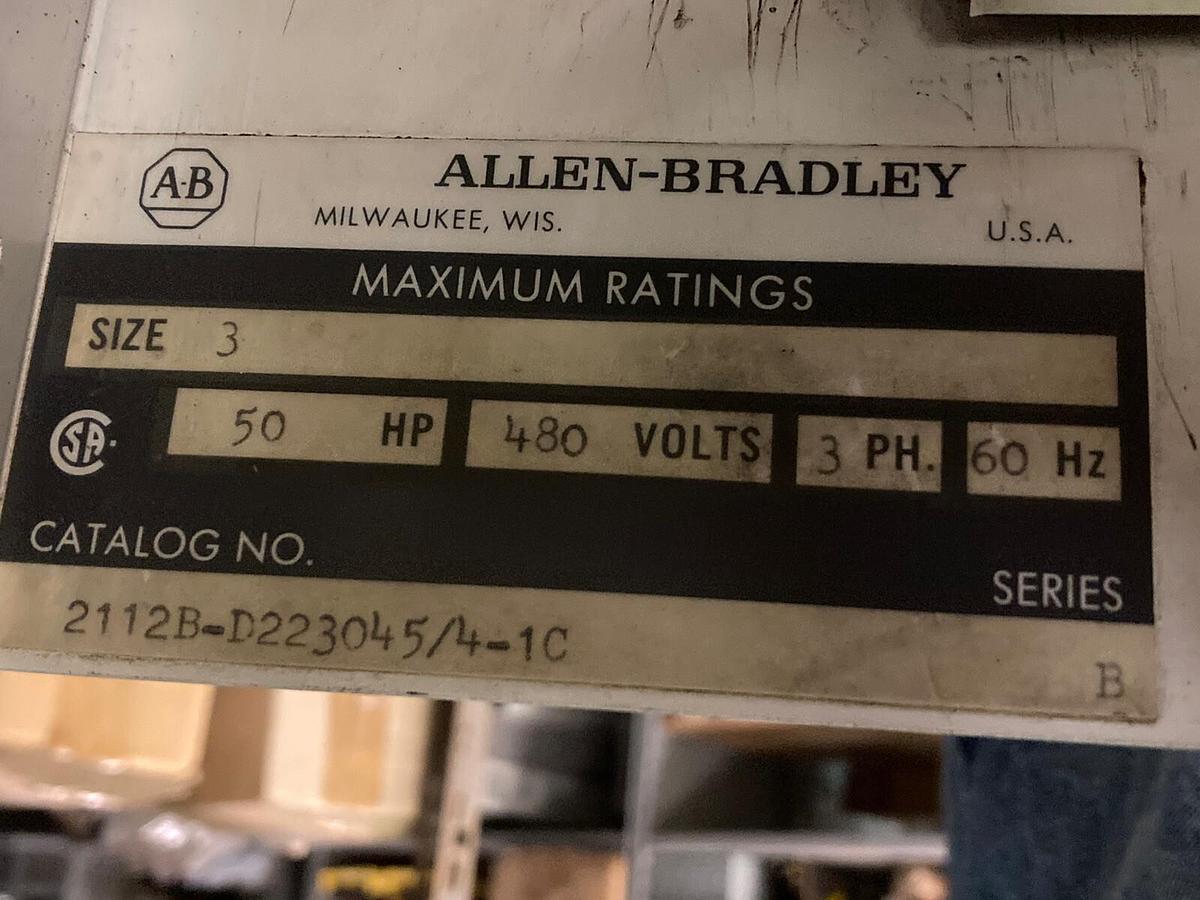 A·B
ALLEN-BRADLEY
MILWAUKEE, WIS. U.S.A.
MAXIMUM RATINGS
SIZE 3
SA 50 HP 480 VOLTS 3 PH. 60 Hz
CATALOG NO. SERIES
2112B-D223045/4-1C B